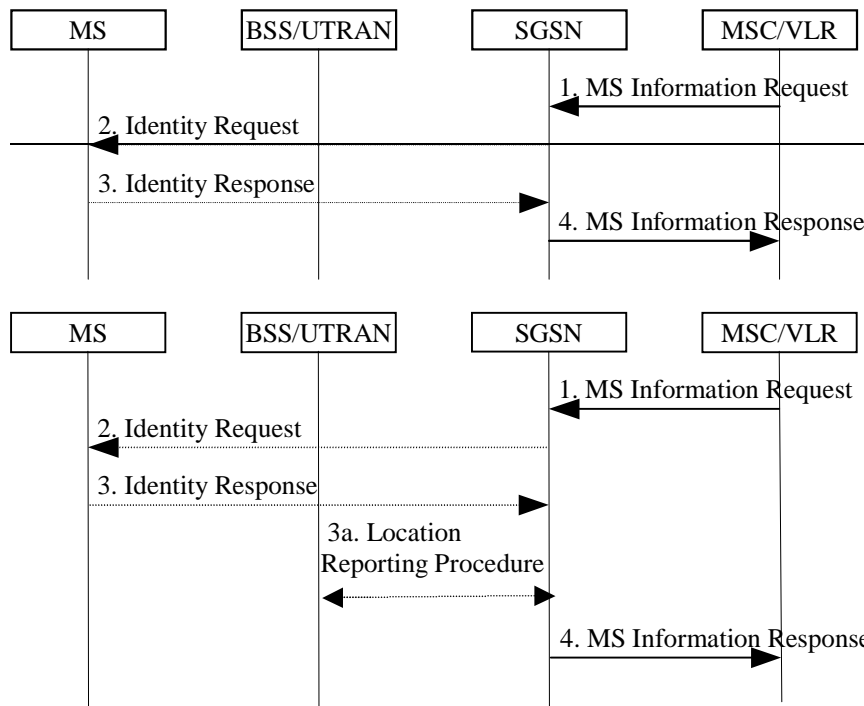 MS BSS/UTRAN SGSN MSC/VLR
1. MS Information Request
2. Identity Request
3. Identity Response
4. MS Information Response
MS BSS/UTRAN SGSN MSC/VLR
1. MS Information Request
2. Identity Request
3. Identity Response
3a. Location
Reporting Procedure
4. MS Information Response